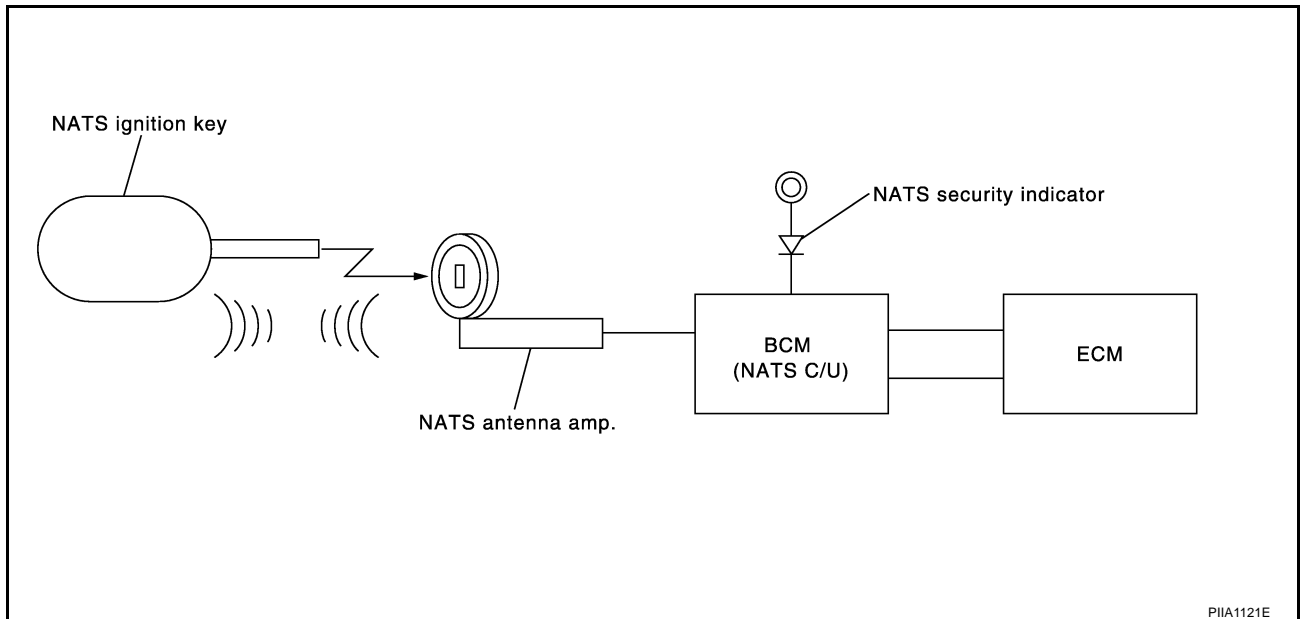 NATS ignition key
NATS security indicator
BCM
(NATS C/U)
ECM
NATS antenna amp.
PIIA1121E